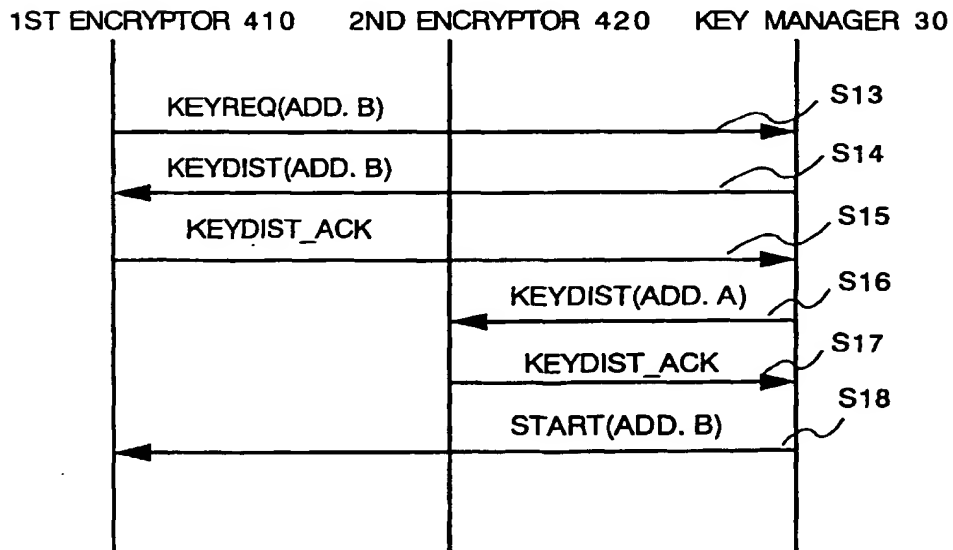 1ST ENCRYPTOR 410 2ND ENCRYPTOR 420 KEY MANAGER 30
KEYREQ(ADD. B)
S13
KEYDIST(ADD. B)
S14
KEYDIST_ACK
S15
KEYDIST(ADD. A)
S16
KEYDIST_ACK
S17
START(ADD. B)
S18